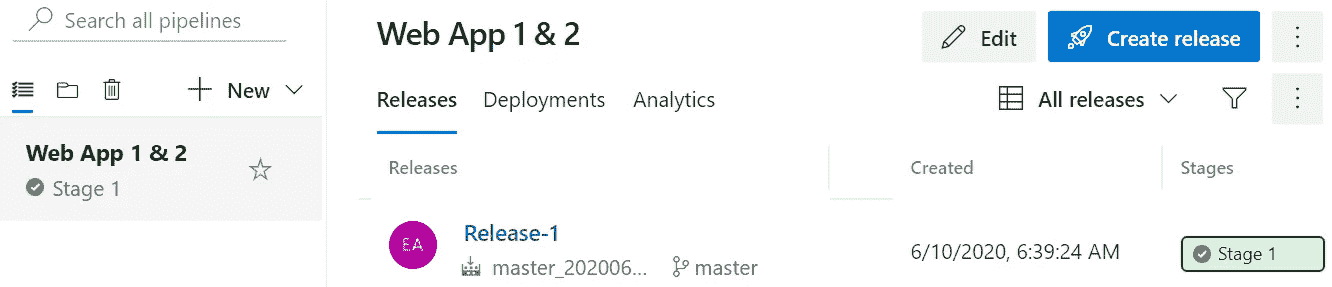 Search all pipelines
New
Web App 1 & 2
Stage 1
Web App 1 & 2
Edit
Create release
Releases Deployments Analytics
All releases
Releases Created Stages
EA
Release-1
master_202006... master
6/10/2020, 6:39:24 AM
Stage 1